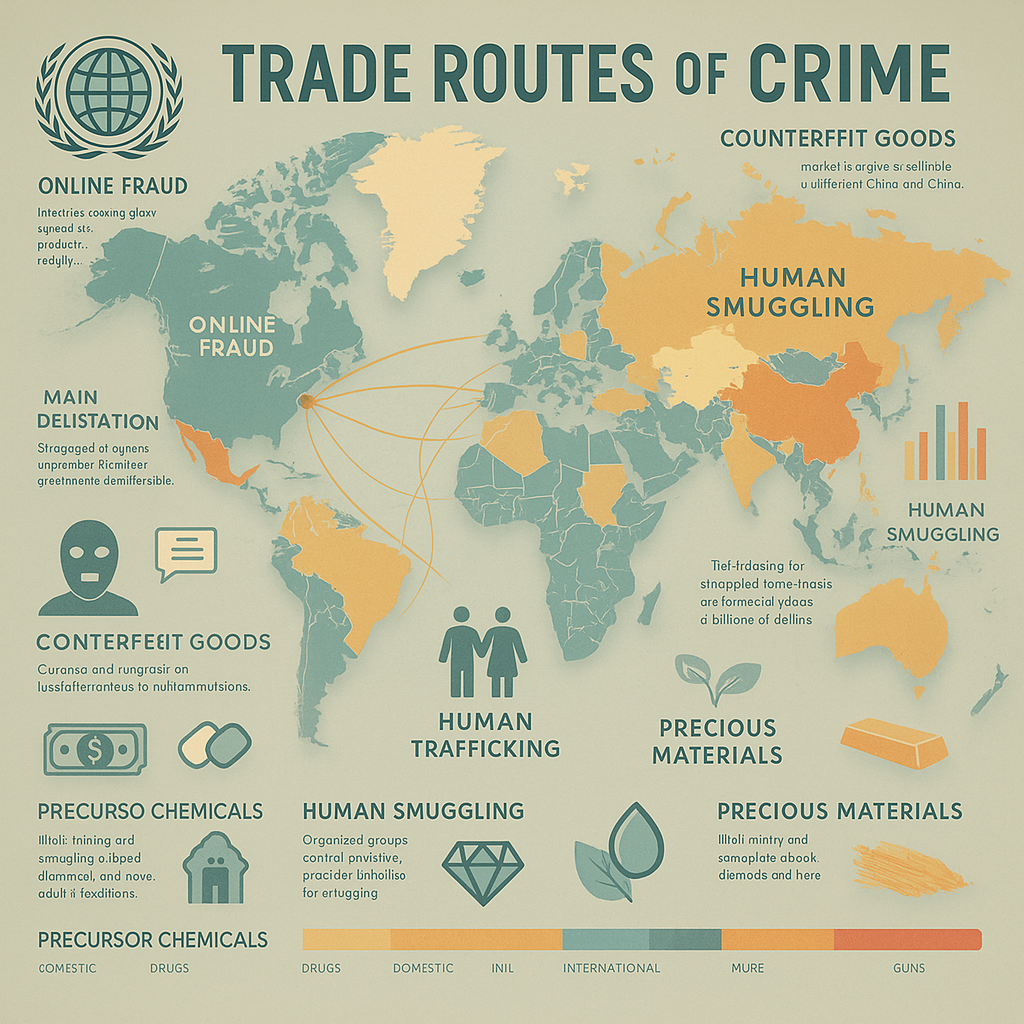 TRADE ROUTES OF CRIME
COUNTERFFIT GOODS
market is argive sr sellinble
u ulifferient China and China.
ONLINE FRAUD
Intectries cooxing glaxv
synead sts.
productr..
redylly...
HUMAN
SMUGGLING
ONLINE
FRAUD
MAIN
DELISTATION
Stragaged ot oynens
unprember Ricmiteer
greetnnente demiffersible.
HUMAN
SMUGGLING
Tief-frdasing for
stnappled tome-tnasis
are formecial ydaas
a billione of dellins
CONTERFEEIT GOODS
Curansa and rungrasir on
lussfafterranteus to nuhtammutsions.
HUMAN
TRAFFICKING
PRECIOUS
MATERIALS
PRECURSO CHEMICALS
Illtoli: tnining ard
smugling o.ibped
dlammcel, and nove.
adult ii fexditions.
HUMAN SMUGGLING
Organized groups
contral pnvistive,
pracider binholiso
for ertugging
PRECIOUS MATERIALS
Illtoli mintry and
samoplate abook.
diemods and here
PRECURSOR CHEMICALS
COMESTIC DRUGS DRUGS DOMESTIC INIL INTERNATIONAL MURE GUNS